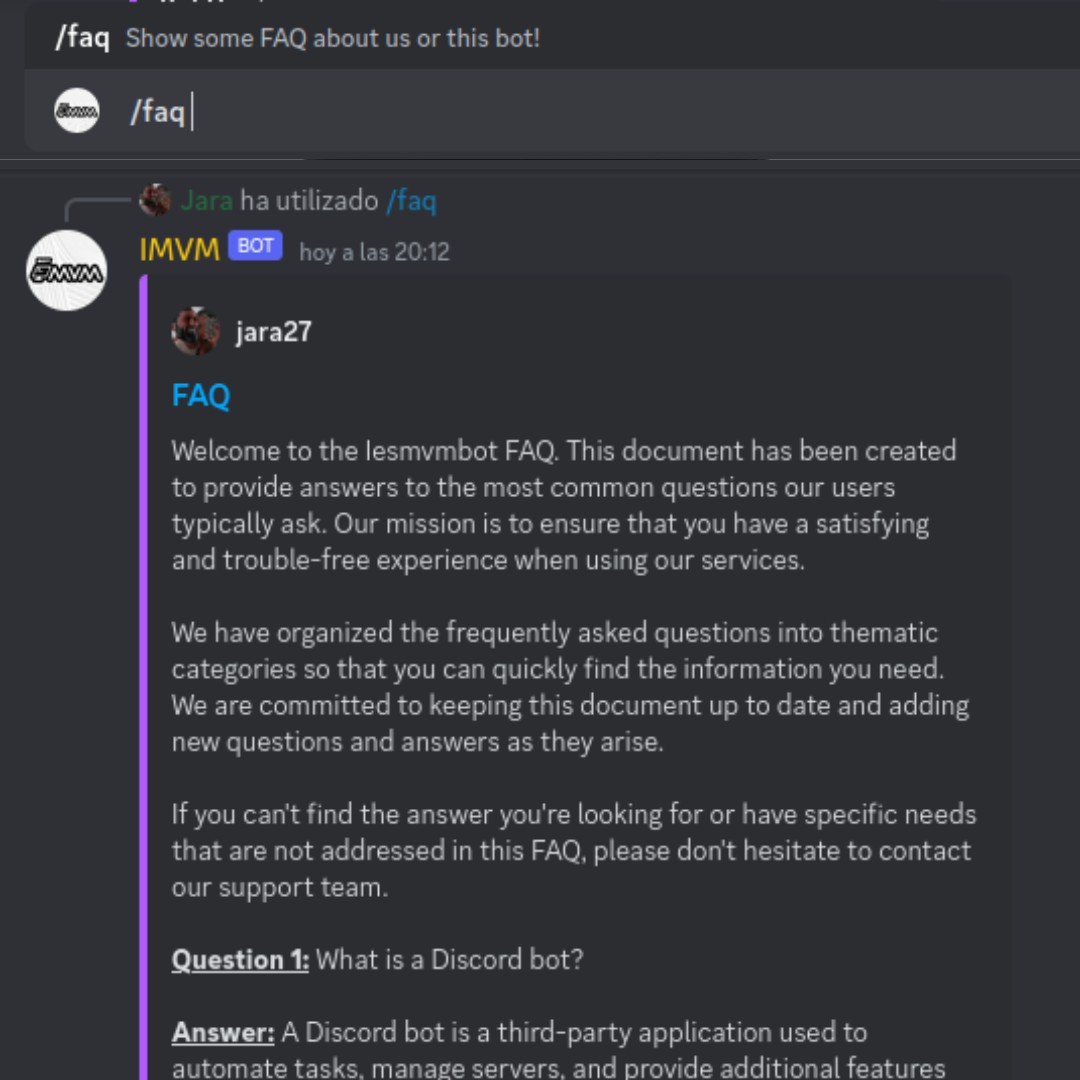 /faq Show some FAQ about us or this bot!
/faq
Jara ha utilizado /faq
IMVM BOT hoy a las 20:12
jara27
FAQ
Welcome to the Iesmvmbot FAQ. This document has been created
to provide answers to the most common questions our users
typically ask. Our mission is to ensure that you have a satisfying
and trouble-free experience when using our services.
We have organized the frequently asked questions into thematic
categories so that you can quickly find the information you need.
We are committed to keeping this document up to date and adding
new questions and answers as they arise.
If you can't find the answer you're looking for or have specific needs
that are not addressed in this FAQ, please don't hesitate to contact
our support team.
Question 1: What is a Discord bot?
Answer: A Discord bot is a third-party application used to
automate tasks, manage servers, and provide additional features